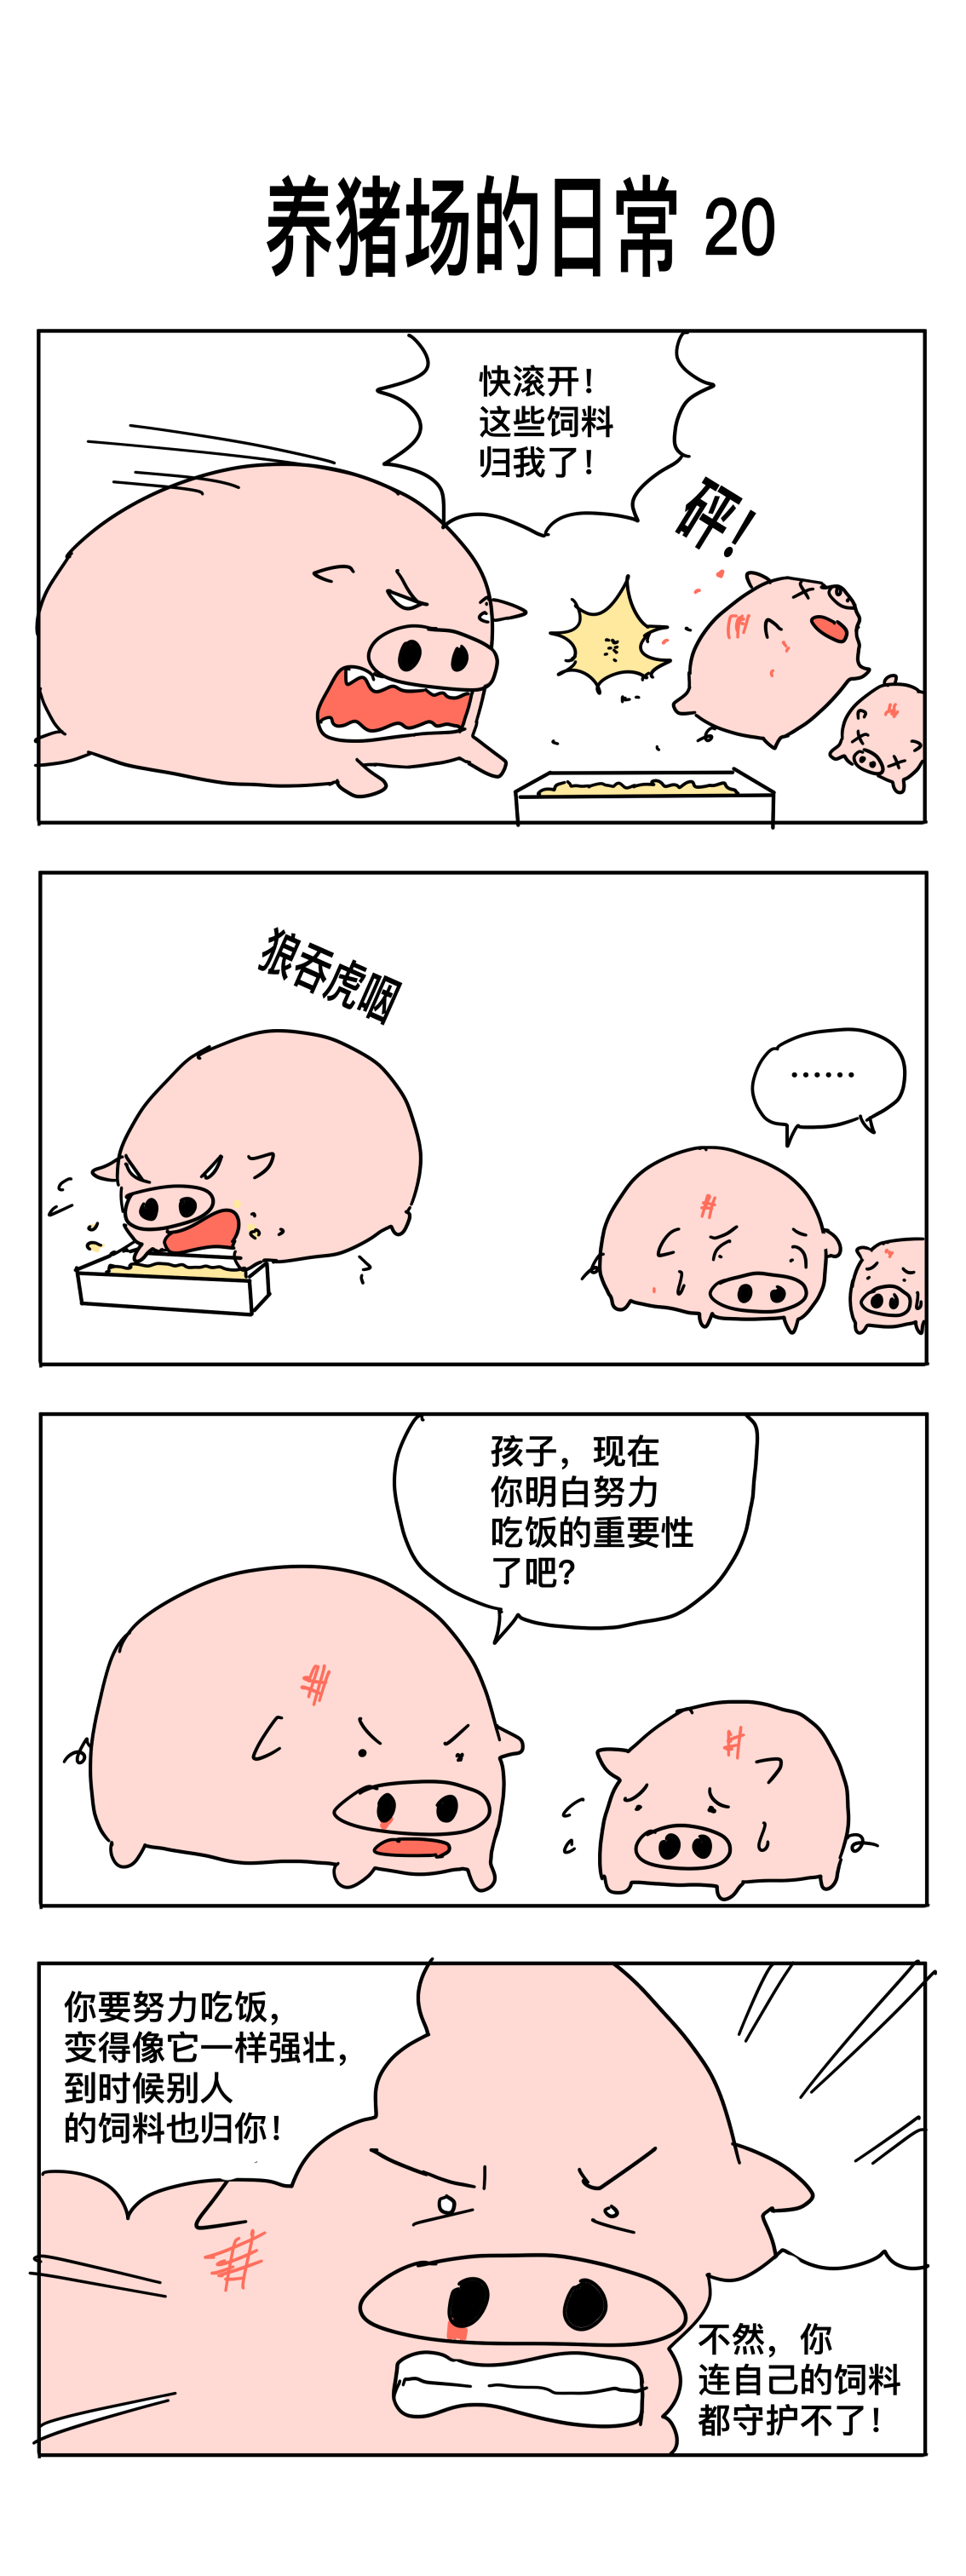 养猪场的日常 20
快滚开！
这些饲料
归我了！
砰！
狼吞虎咽
……
孩子，现在
你明白努力
吃饭的重要性
了吧？
你要努力吃饭，
变得像它一样强壮，
到时候别人
的饲料也归你！
不然，你
连自己的饲料
都守护不了！